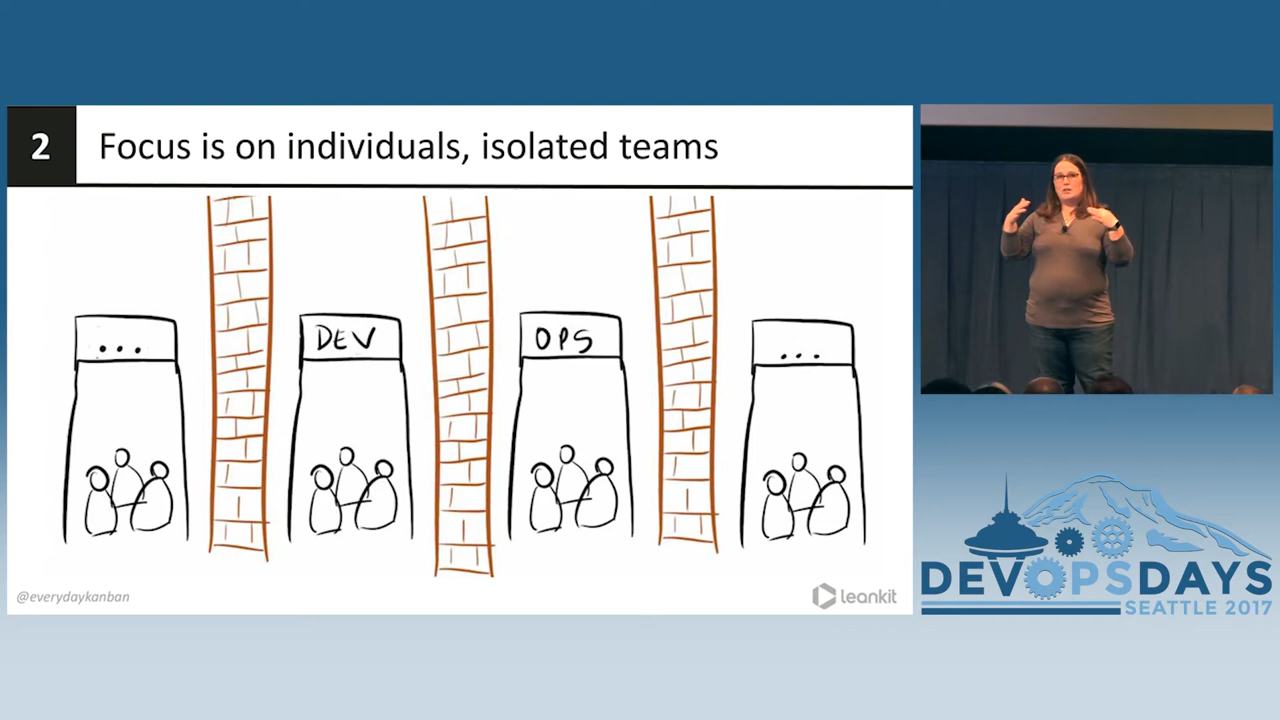 2
Focus is on individuals, isolated teams
...
DEV
OPS
...
@everydaykanban
leankit
DEVOPSDAYS
SEATTLE 2017